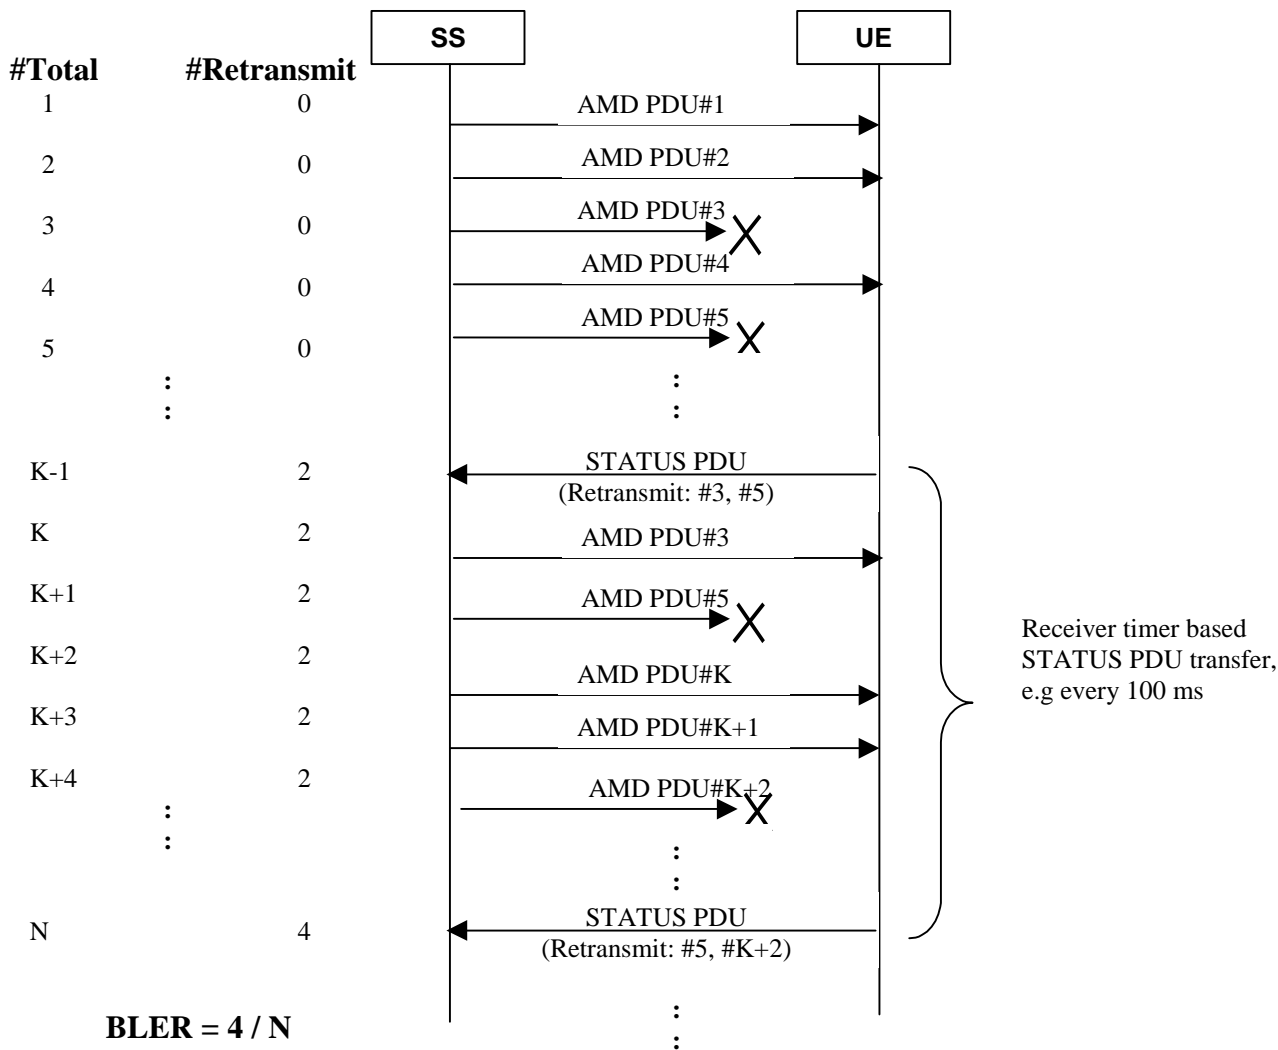 SS UE
#Total #Retransmit
1 0 AMD PDU#1
2 0 AMD PDU#2
3 0 AMD PDU#3
4 0 AMD PDU#4
5 0 AMD PDU#5
: :
: :
K-1 2 STATUS PDU
(Retransmit: #3, #5)
K 2 AMD PDU#3
K+1 2 AMD PDU#5
K+2 2 AMD PDU#K
K+3 2 AMD PDU#K+1
K+4 2 AMD PDU#K+2
: :
: :
N 4 STATUS PDU
(Retransmit: #5, #K+2)
Receiver timer based
STATUS PDU transfer,
e.g every 100 ms
BLER = 4 / N
:
: